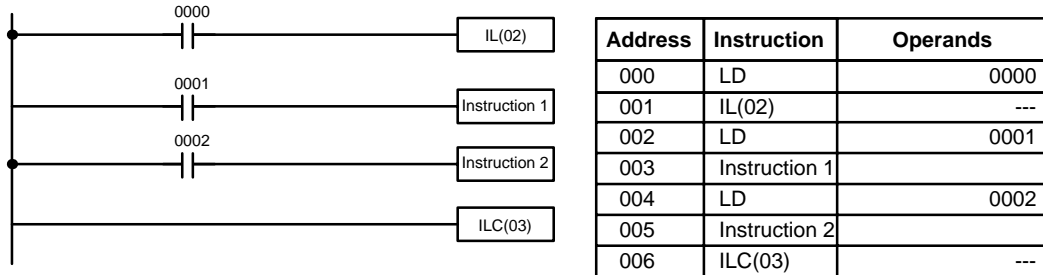 0000
IL(02)
0001
Instruction 1
0002
Instruction 2
ILC(03)
Address Instruction Operands
000 LD 0000
001 IL(02) ---
002 LD 0001
003 Instruction 1
004 LD 0002
005 Instruction 2
006 ILC(03) ---